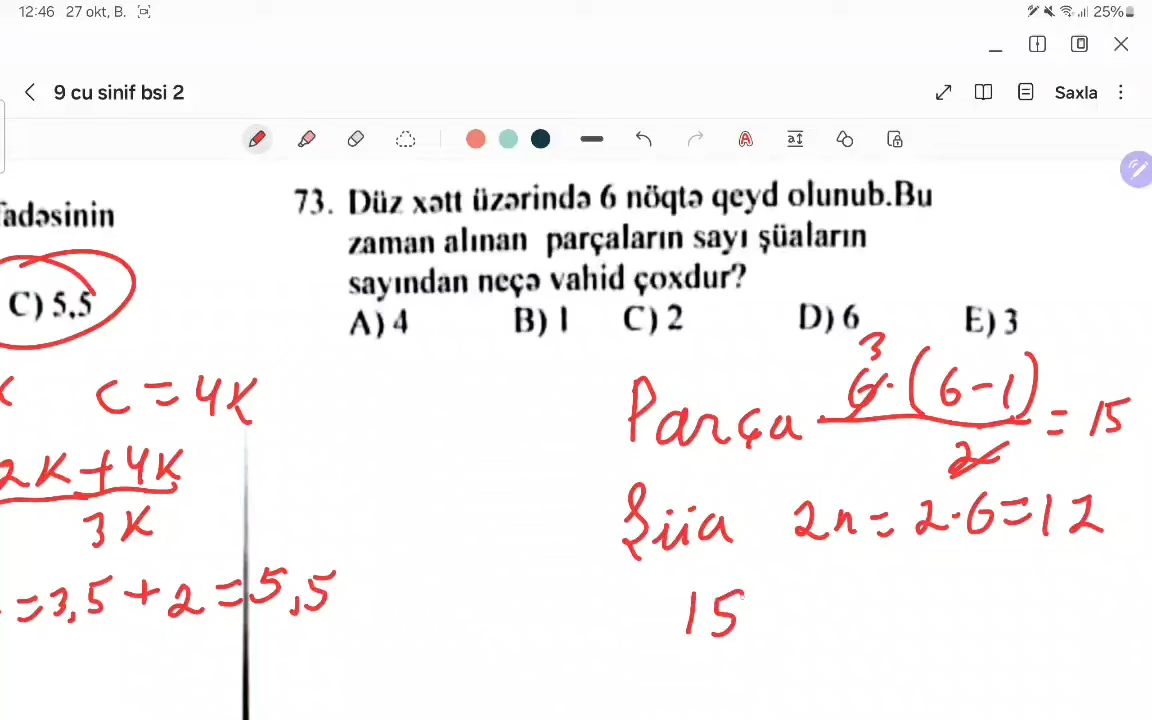 12:46 27 okt, B. 25%
9 cu sinif bsi 2 Saxla
fadəsinin
C) 5,5
c = 4k
2k + 4k
3k
= 3,5 + 2 = 5,5
73. Düz xətt üzərində 6 nöqtə qeyd olunub.Bu
zaman alınan parçaların sayı şüaların
sayından neçə vahid çoxdur?
A) 4 B) 1 C) 2 D) 6 E) 3
3
Parça 6·(6-1) = 15
2
Şüa 2n = 2·6 = 12
15